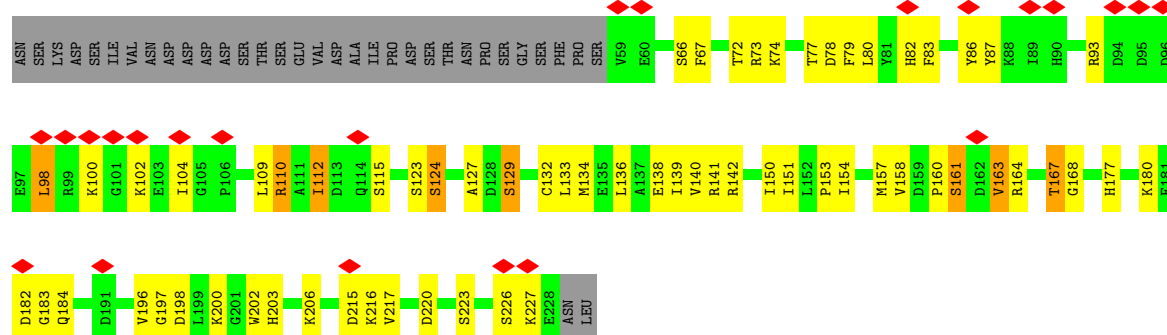 ASN SER LYS ASP SER ILE VAL ASN ASP ASP ASP ASP SER THR SER GLU VAL ASP ALA ILE PRO ASP SER THR ASN PRO SER GLY SER PHE PRO SER V59 E60 S66 F67 T72 R73 K74 T77 D78 F79 L80 Y81 H82 F83 Y86 Y87 K88 I89 H90 R93 D94 D95 D96
E97 L98 R99 K100 G101 K102 E103 I104 G105 P106 L109 R110 A111 I112 D113 Q114 S115 S123 S124 A127 D128 S129 C132 L133 M134 E135 L136 A137 E138 I139 V140 R141 R142 I150 I151 L152 P153 I154 M157 V158 D159 P160 S161 D162 V163 R164 T167 G168 H177 K180 E181
D182 G183 Q184 D191 V196 G197 D198 L199 K200 G201 W202 H203 K206 D215 K216 V217 D220 S223 S226 K227 E228 ASN LEU